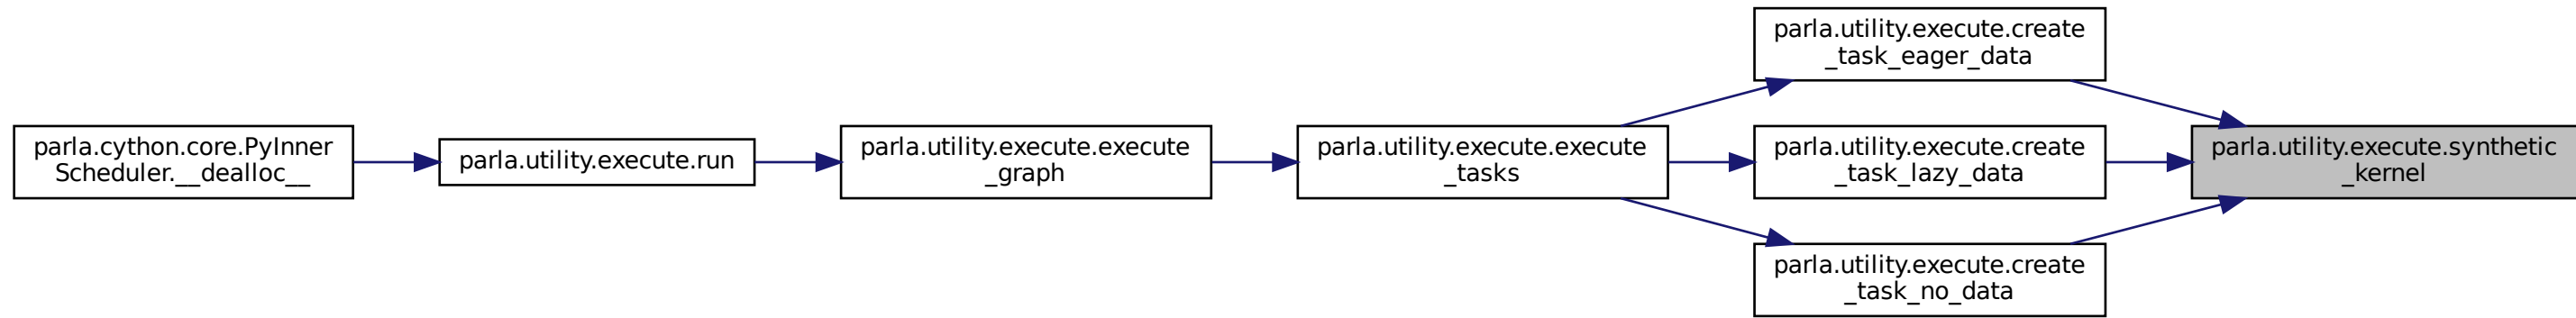 parla.cython.core.PyInner
Scheduler.__dealloc__
parla.utility.execute.run
parla.utility.execute.execute
_graph
parla.utility.execute.execute
_tasks
parla.utility.execute.create
_task_eager_data
parla.utility.execute.create
_task_lazy_data
parla.utility.execute.create
_task_no_data
parla.utility.execute.synthetic
_kernel